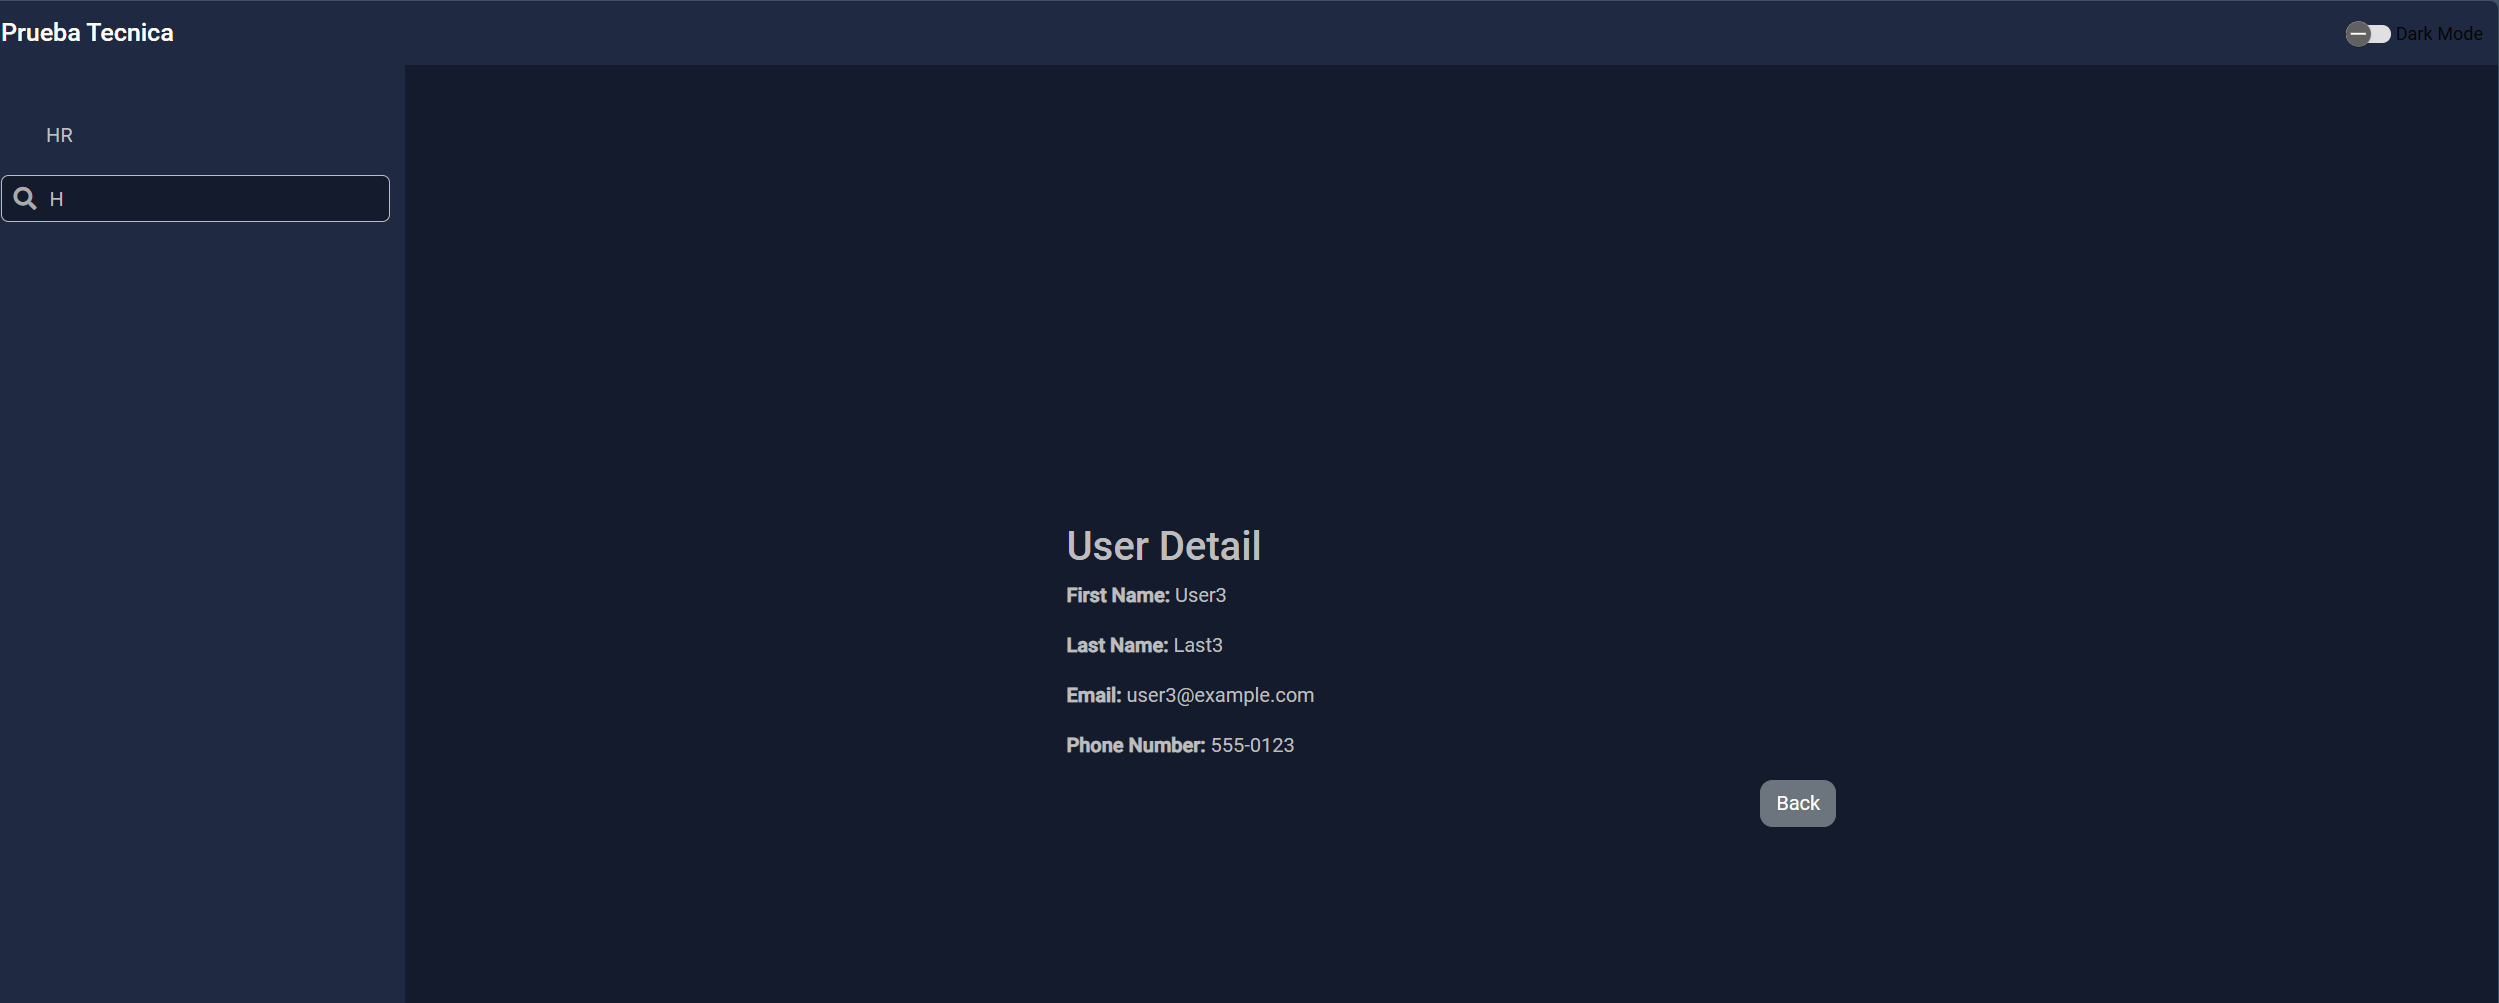 Prueba Tecnica
Dark Mode
HR
H
User Detail
First Name: User3
Last Name: Last3
Email: user3@example.com
Phone Number: 555-0123
Back